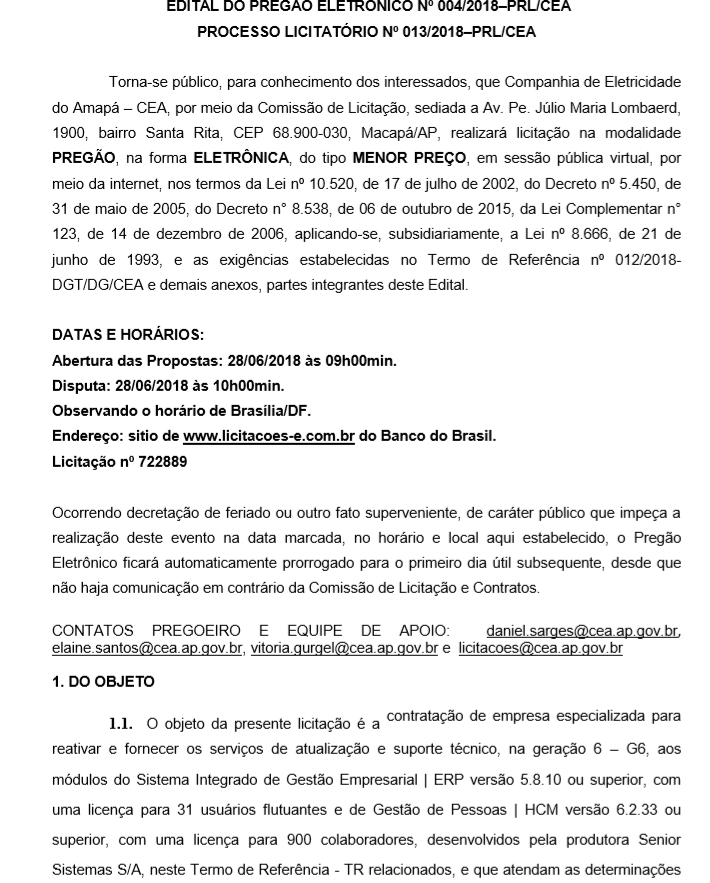 EDITAL DO PREGÃO ELETRÔNICO Nº 004/2018–PRL/CEA
PROCESSO LICITATÓRIO Nº 013/2018–PRL/CEA
Torna-se público, para conhecimento dos interessados, que Companhia de Eletricidade
do Amapá – CEA, por meio da Comissão de Licitação, sediada a Av. Pe. Júlio Maria Lombaerd,
1900, bairro Santa Rita, CEP 68.900-030, Macapá/AP, realizará licitação na modalidade
PREGÃO, na forma ELETRÔNICA, do tipo MENOR PREÇO, em sessão pública virtual, por
meio da internet, nos termos da Lei nº 10.520, de 17 de julho de 2002, do Decreto nº 5.450, de
31 de maio de 2005, do Decreto n° 8.538, de 06 de outubro de 2015, da Lei Complementar n°
123, de 14 de dezembro de 2006, aplicando-se, subsidiariamente, a Lei nº 8.666, de 21 de
junho de 1993, e as exigências estabelecidas no Termo de Referência nº 012/2018-
DGT/DG/CEA e demais anexos, partes integrantes deste Edital.
DATAS E HORÁRIOS:
Abertura das Propostas: 28/06/2018 às 09h00min.
Disputa: 28/06/2018 às 10h00min.
Observando o horário de Brasília/DF.
Endereço: sitio de www.licitacoes-e.com.br do Banco do Brasil.
Licitação nº 722889
Ocorrendo decretação de feriado ou outro fato superveniente, de caráter público que impeça a
realização deste evento na data marcada, no horário e local aqui estabelecido, o Pregão
Eletrônico ficará automaticamente prorrogado para o primeiro dia útil subsequente, desde que
não haja comunicação em contrário da Comissão de Licitação e Contratos.
CONTATOS PREGOEIRO E EQUIPE DE APOIO: daniel.sarges@cea.ap.gov.br,
elaine.santos@cea.ap.gov.br, vitoria.gurgel@cea.ap.gov.br e licitacoes@cea.ap.gov.br
1. DO OBJETO
1.1. O objeto da presente licitação é a contratação de empresa especializada para
reativar e fornecer os serviços de atualização e suporte técnico, na geração 6 – G6, aos
módulos do Sistema Integrado de Gestão Empresarial | ERP versão 5.8.10 ou superior, com
uma licença para 31 usuários flutuantes e de Gestão de Pessoas | HCM versão 6.2.33 ou
superior, com uma licença para 900 colaboradores, desenvolvidos pela produtora Senior
Sistemas S/A, neste Termo de Referência - TR relacionados, e que atendam as determinações